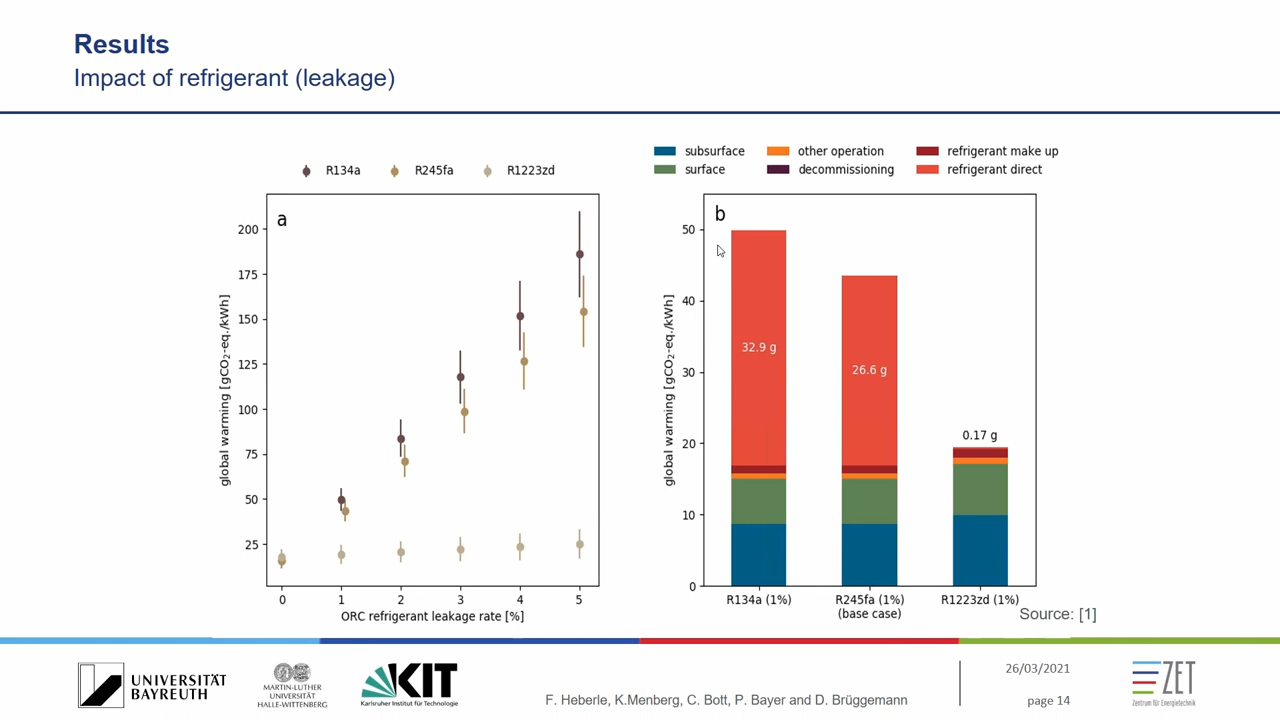 Results
Impact of refrigerant (leakage)
R134a R245fa R1223zd
a
global warming [gCO₂-eq./kWh]
200
175
150
125
100
75
50
25
0 1 2 3 4 5
ORC refrigerant leakage rate [%]
subsurface other operation refrigerant make up
surface decommissioning refrigerant direct
b
global warming [gCO₂-eq./kWh]
50
40
30
20
10
0
32.9 g
26.6 g
0.17 g
R134a (1%) R245fa (1%) R1223zd (1%)
(base case)
Source: [1]
UNIVERSITÄT
BAYREUTH
MARTIN-LUTHER
UNIVERSITÄT
HALLE-WITTENBERG
KIT
Karlsruher Institut für Technologie
F. Heberle, K.Menberg, C. Bott, P. Bayer and D. Brüggemann
26/03/2021
page 14
ZET
Zentrum für Energietechnik